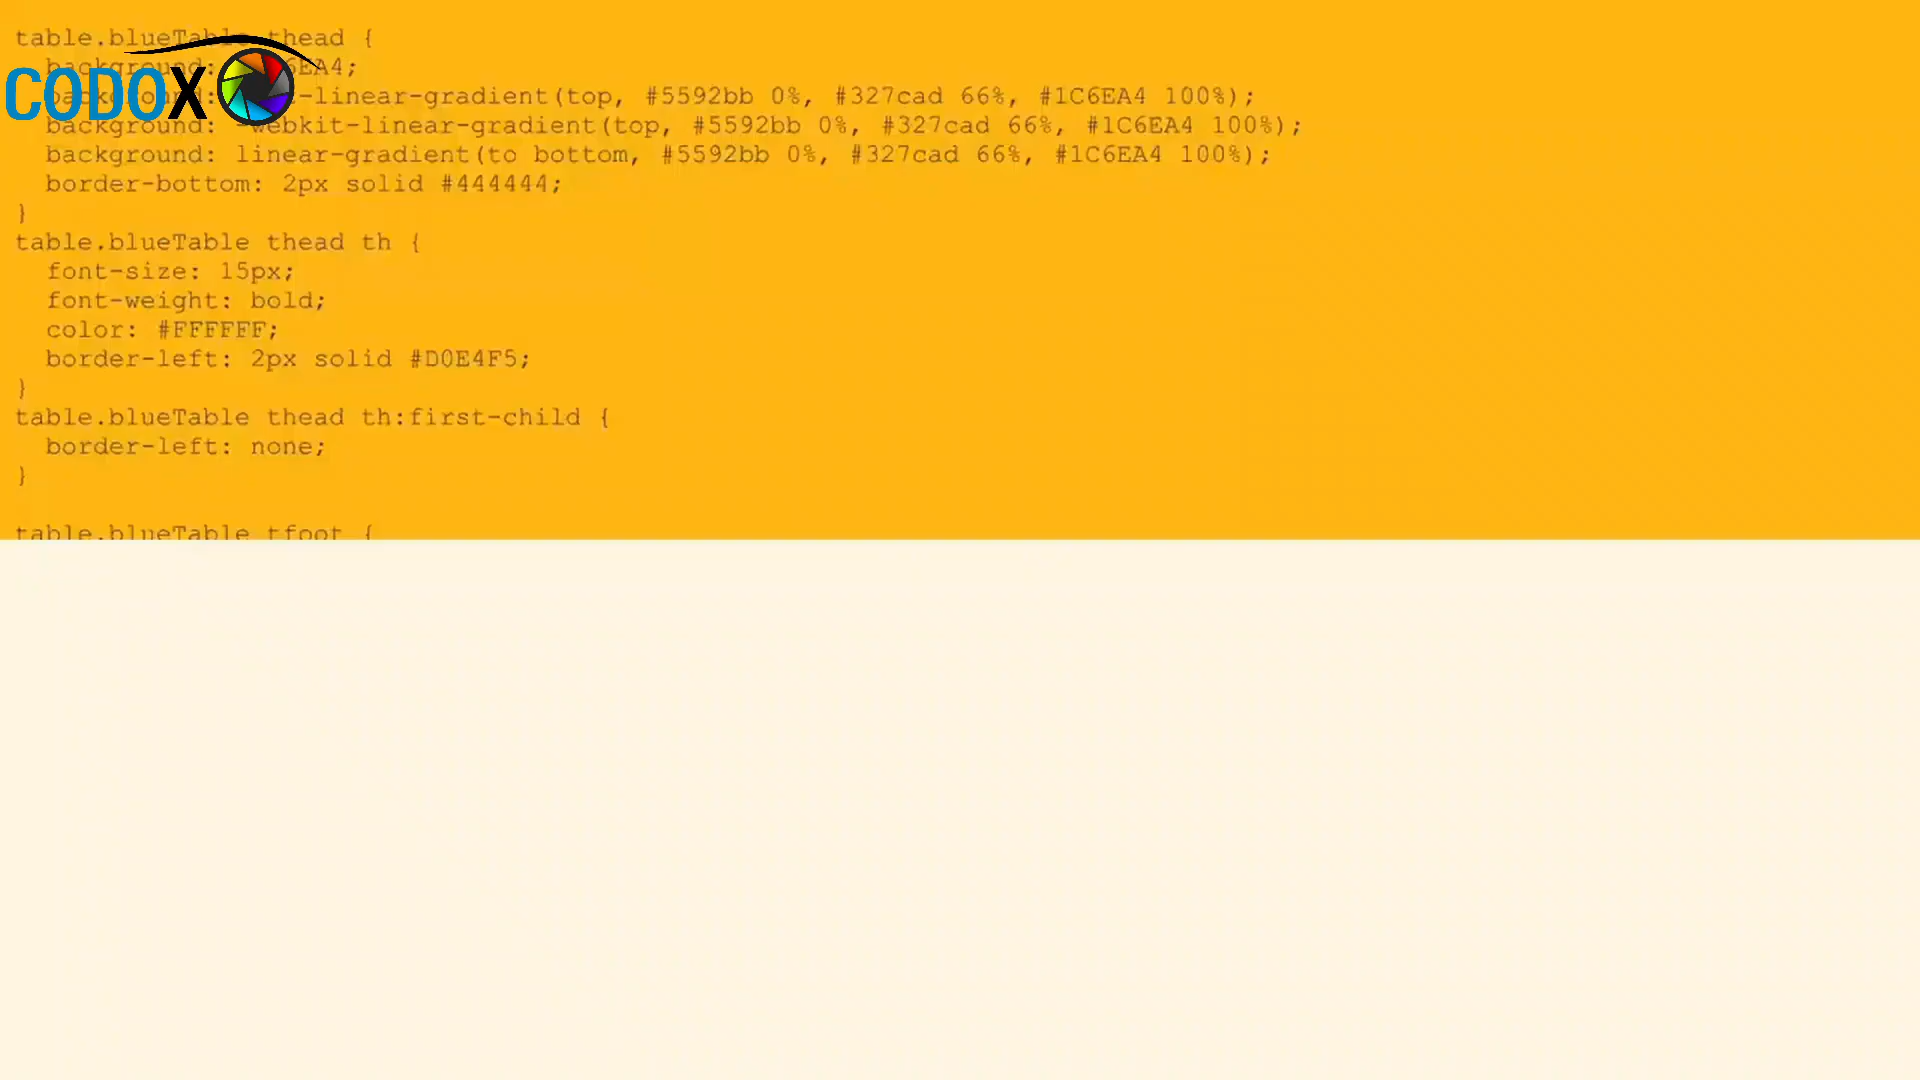 table.blueTable thead {
CODOX
background: 6EA4;
background: -linear-gradient(top, #5592bb 0%, #327cad 66%, #1C6EA4 100%);
background: -webkit-linear-gradient(top, #5592bb 0%, #327cad 66%, #1C6EA4 100%);
background: linear-gradient(to bottom, #5592bb 0%, #327cad 66%, #1C6EA4 100%);
border-bottom: 2px solid #444444;
}
table.blueTable thead th {
font-size: 15px;
font-weight: bold;
color: #FFFFFF;
border-left: 2px solid #D0E4F5;
}
table.blueTable thead th:first-child {
border-left: none;
}
table.blueTable tfoot {